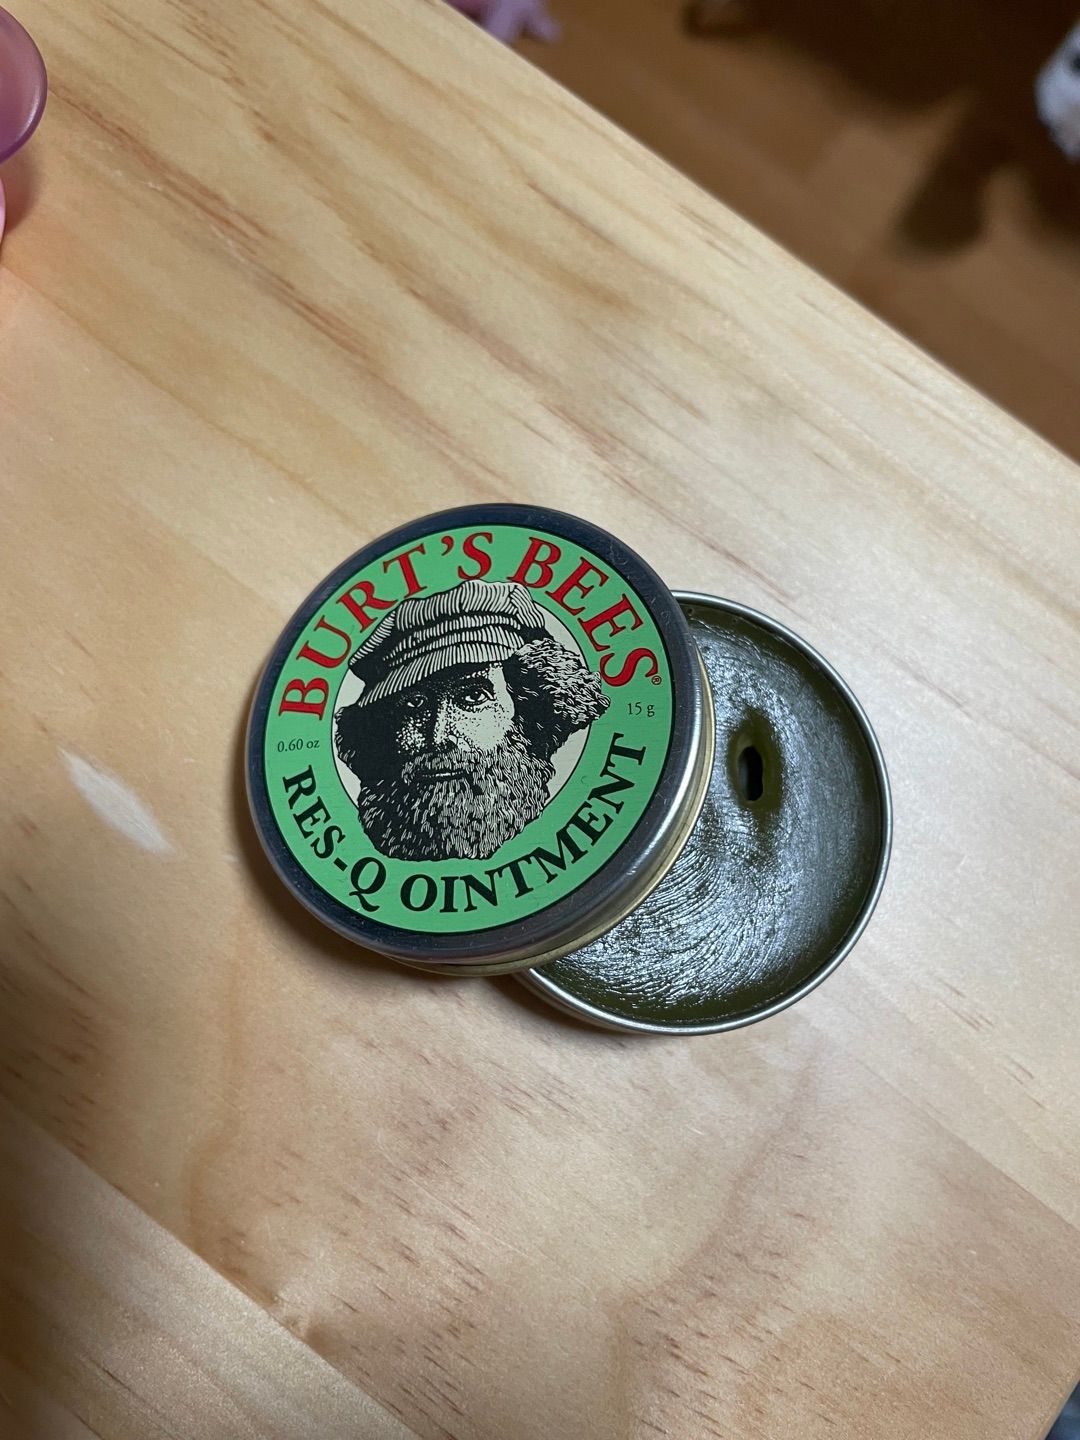 BURT'S BEES®
0.60 oz
15 g
RES-Q OINTMENT